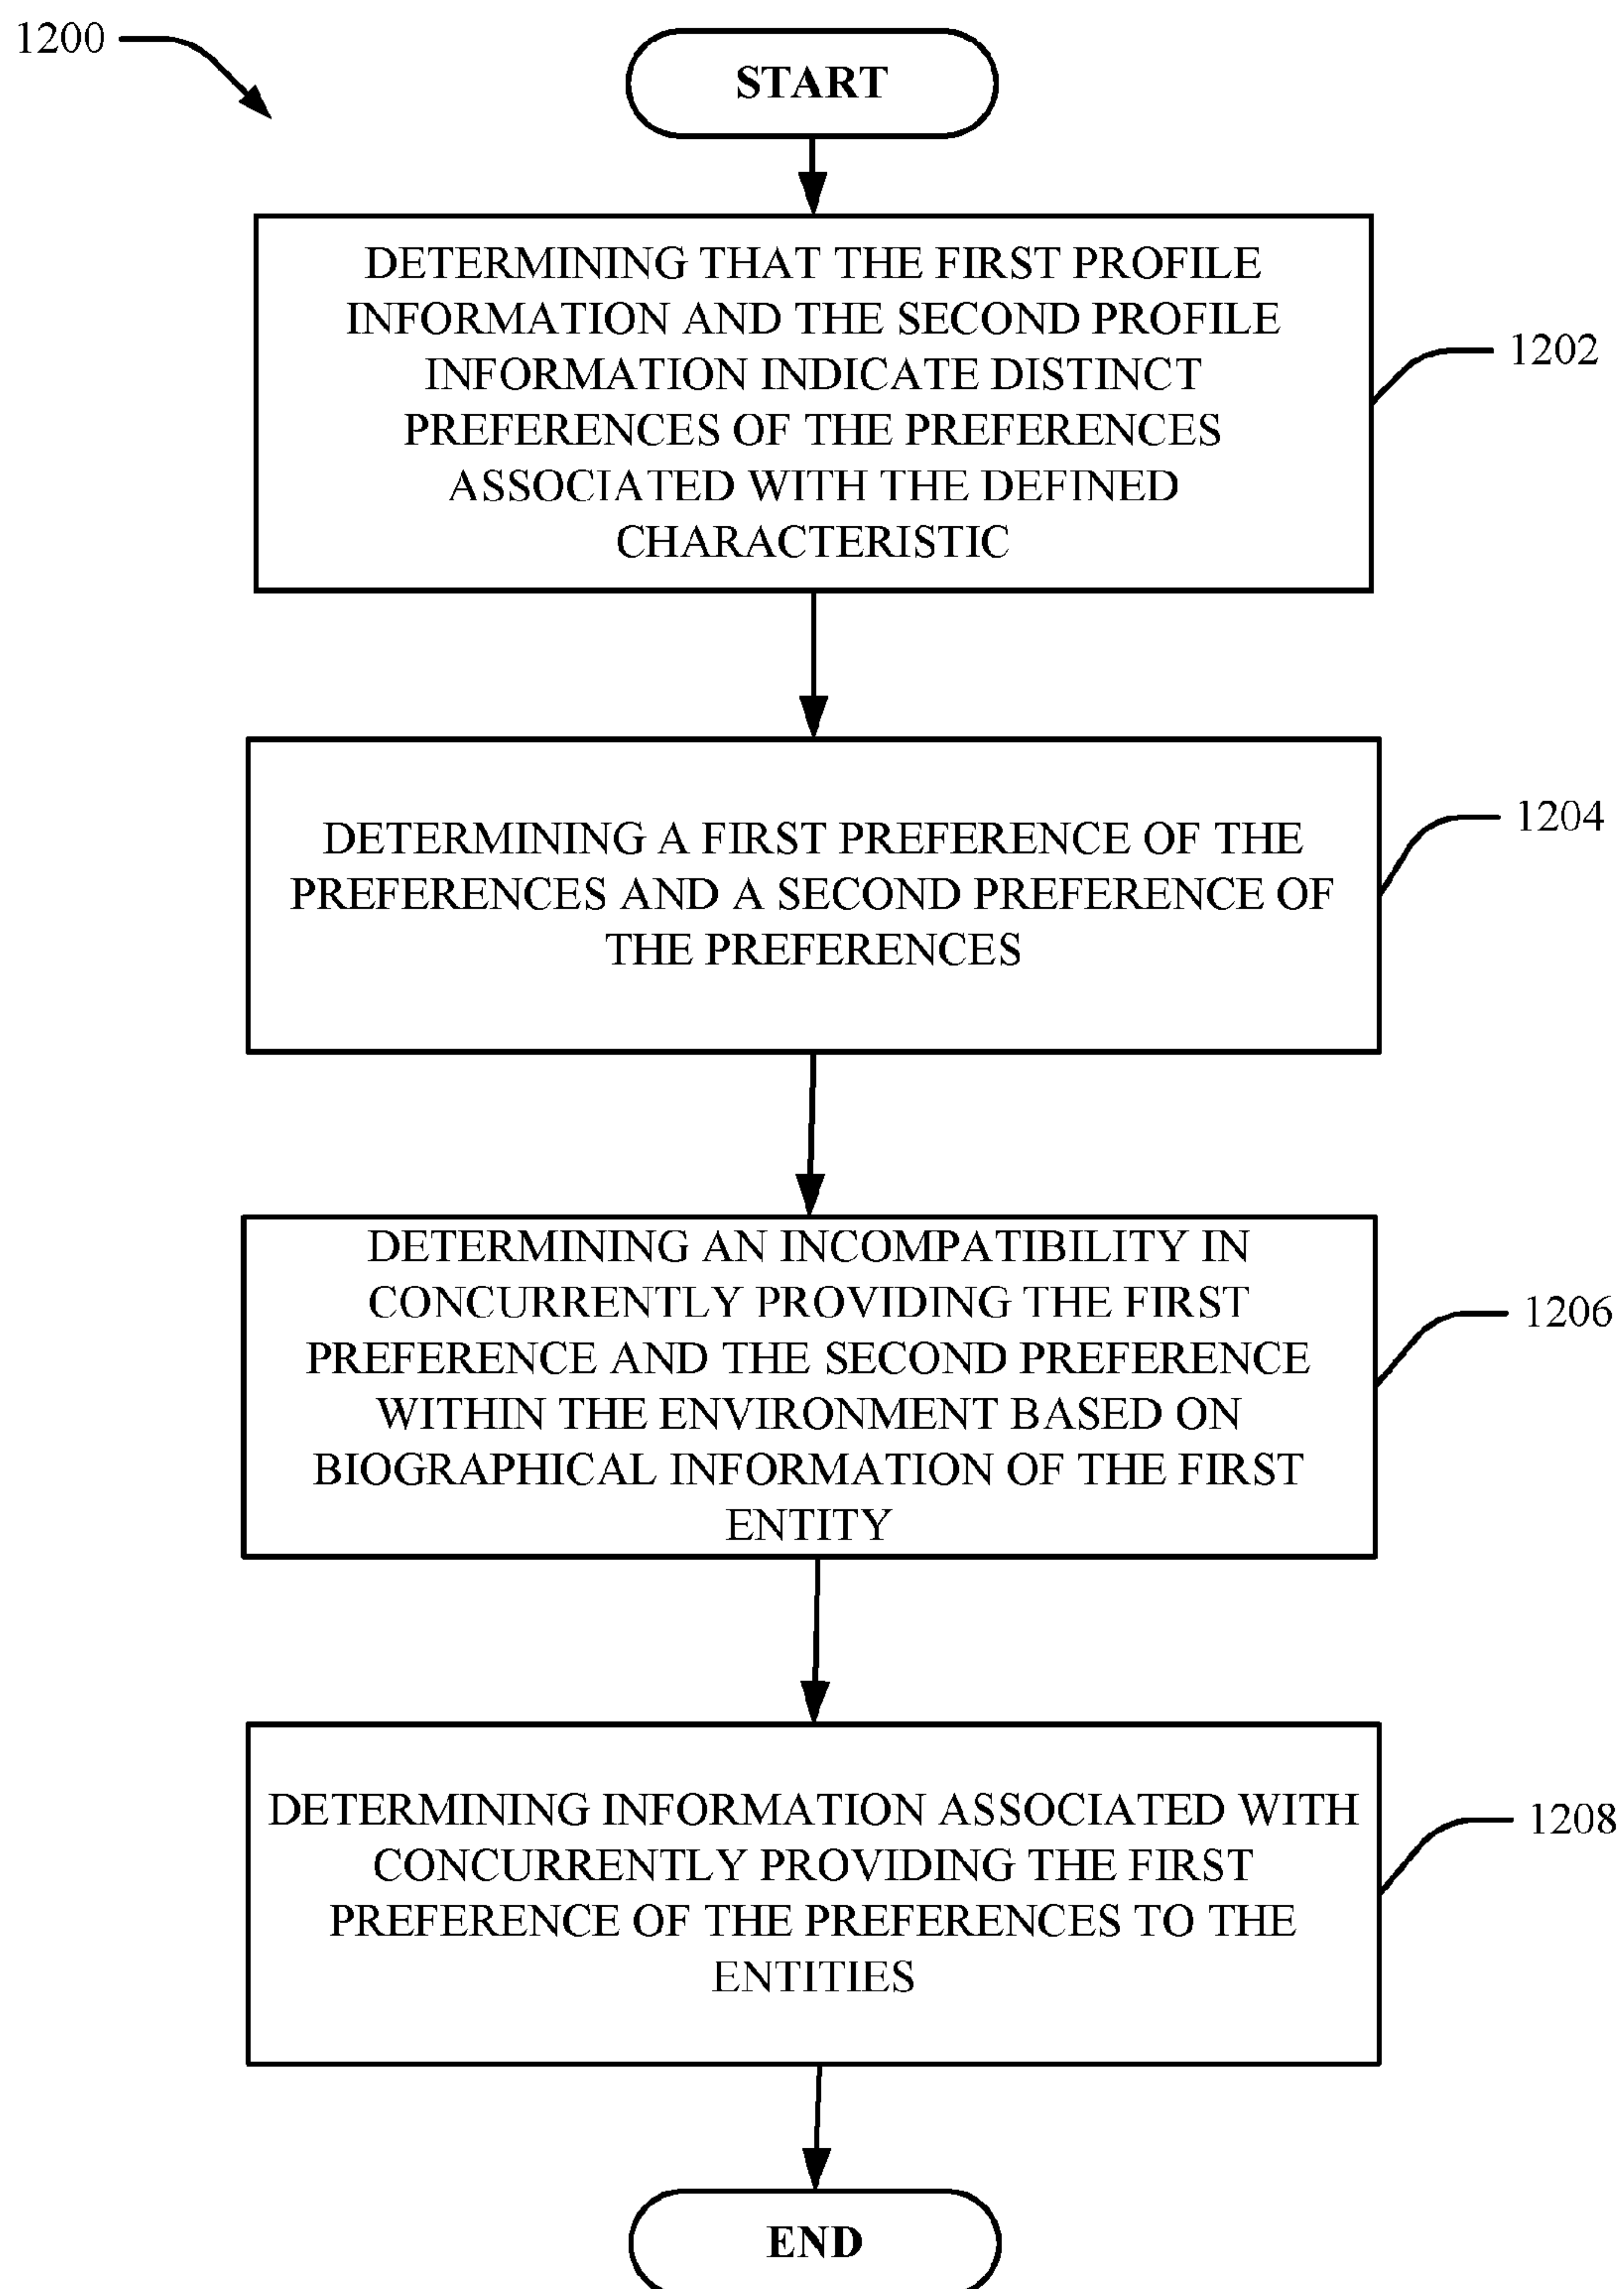 1200
START
DETERMINING THAT THE FIRST PROFILE
INFORMATION AND THE SECOND PROFILE
INFORMATION INDICATE DISTINCT
PREFERENCES OF THE PREFERENCES
ASSOCIATED WITH THE DEFINED
CHARACTERISTIC
1202
DETERMINING A FIRST PREFERENCE OF THE
PREFERENCES AND A SECOND PREFERENCE OF
THE PREFERENCES
1204
DETERMINING AN INCOMPATIBILITY IN
CONCURRENTLY PROVIDING THE FIRST
PREFERENCE AND THE SECOND PREFERENCE
WITHIN THE ENVIRONMENT BASED ON
BIOGRAPHICAL INFORMATION OF THE FIRST
ENTITY
1206
DETERMINING INFORMATION ASSOCIATED WITH
CONCURRENTLY PROVIDING THE FIRST
PREFERENCE OF THE PREFERENCES TO THE
ENTITIES
1208
END